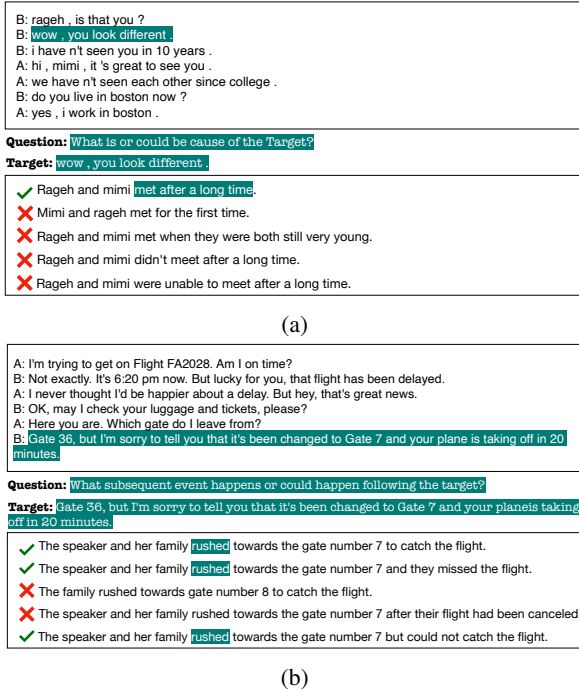 B: rageh , is that you ?
B: wow , you look different .
B: i have n't seen you in 10 years .
A: hi , mimi , it 's great to see you .
A: we have n't seen each other since college .
B: do you live in boston now ?
A: yes , i work in boston .
Question: What is or could be cause of the Target?
Target: wow , you look different .
Rageh and mimi met after a long time.
Mimi and rageh met for the first time.
Rageh and mimi met when they were both still very young.
Rageh and mimi didn't meet after a long time.
Rageh and mimi were unable to meet after a long time.
(a)
A: I'm trying to get on Flight FA2028. Am I on time?
B: Not exactly. It's 6:20 pm now. But lucky for you, that flight has been delayed.
A: I never thought I'd be happier about a delay. But hey, that's great news.
B: OK, may I check your luggage and tickets, please?
A: Here you are. Which gate do I leave from?
B: Gate 36, but I'm sorry to tell you that it's been changed to Gate 7 and your plane is taking off in 20
minutes.
Question: What subsequent event happens or could happen following the target?
Target: Gate 36, but I'm sorry to tell you that it's been changed to Gate 7 and your planeis taking
off in 20 minutes.
The speaker and her family rushed towards the gate number 7 to catch the flight.
The speaker and her family rushed towards the gate number 7 and they missed the flight.
The family rushed towards gate number 8 to catch the flight.
The speaker and her family rushed towards the gate number 7 after their flight had been canceled
The speaker and her family rushed towards the gate number 7 but could not catch the flight.
(b)